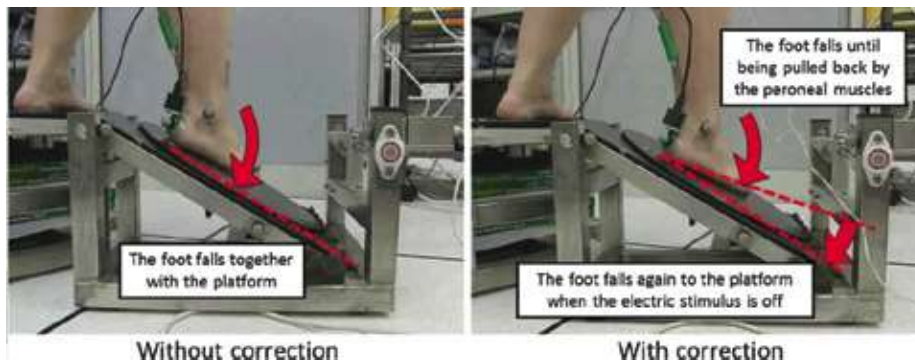 The foot falls together
with the platform
The foot falls until
being pulled back by
the peroneal muscles
The foot falls again to the platform
when the electric stimulus is off
Without correction
With correction